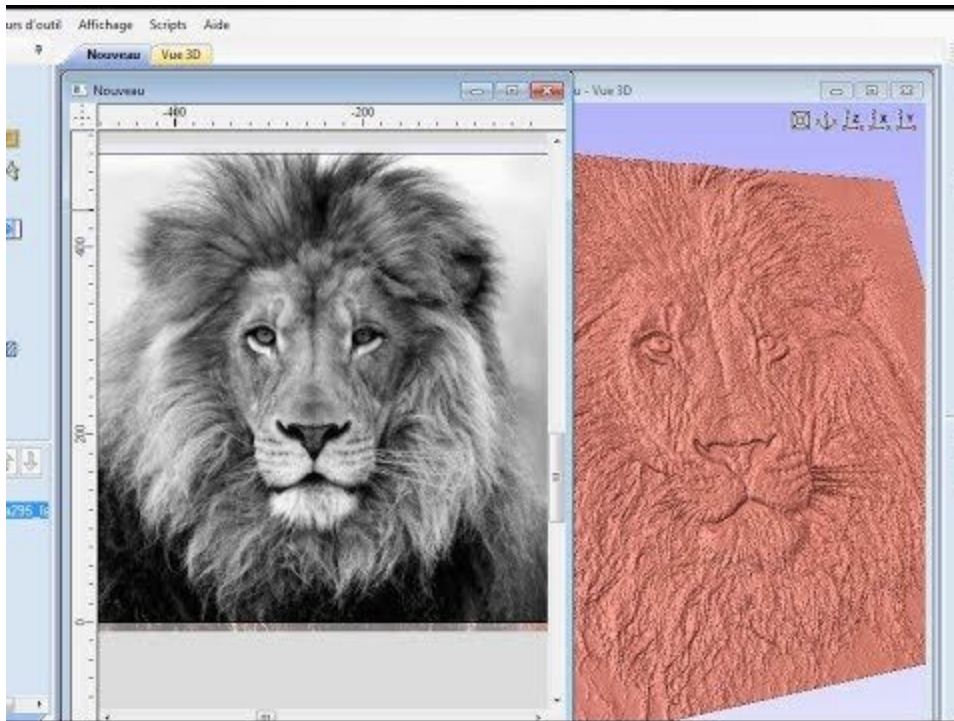 urs d'outil Affichage Scripts Aide
Nouveau Vue 3D
Nouveau
u - Vue 3D
-400 -200
Z X Y
400
200
0